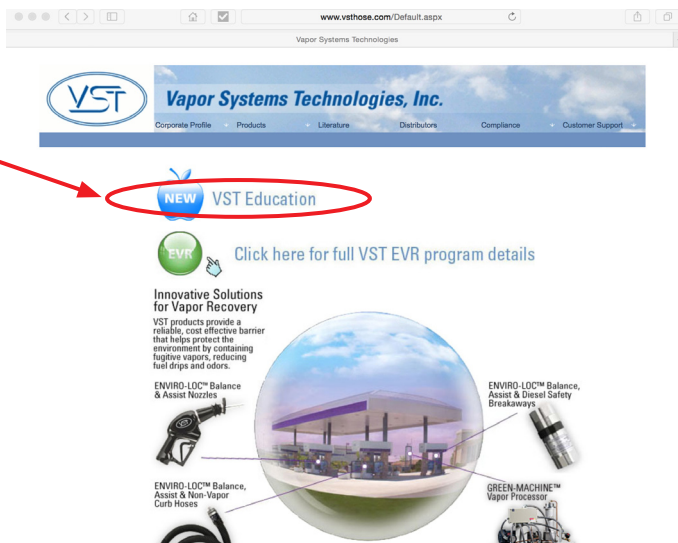 www.vsthose.com/Default.aspx
Vapor Systems Technologies
VST
Vapor Systems Technologies, Inc.
Corporate Profile Products Literature Distributors Compliance Customer Support
NEW VST Education
EVR Click here for full VST EVR program details
Innovative Solutions
for Vapor Recovery
VST products provide a
reliable, cost effective barrier
that helps protect the
environment by containing
fugitive vapors, reducing
fuel drips and odors.
ENVIRO-LOC™ Balance
& Assist Nozzles
ENVIRO-LOC™ Balance,
Assist & Diesel Safety
Breakaways
ENVIRO-LOC™ Balance,
Assist & Non-Vapor
Curb Hoses
GREEN-MACHINE™
Vapor Processor